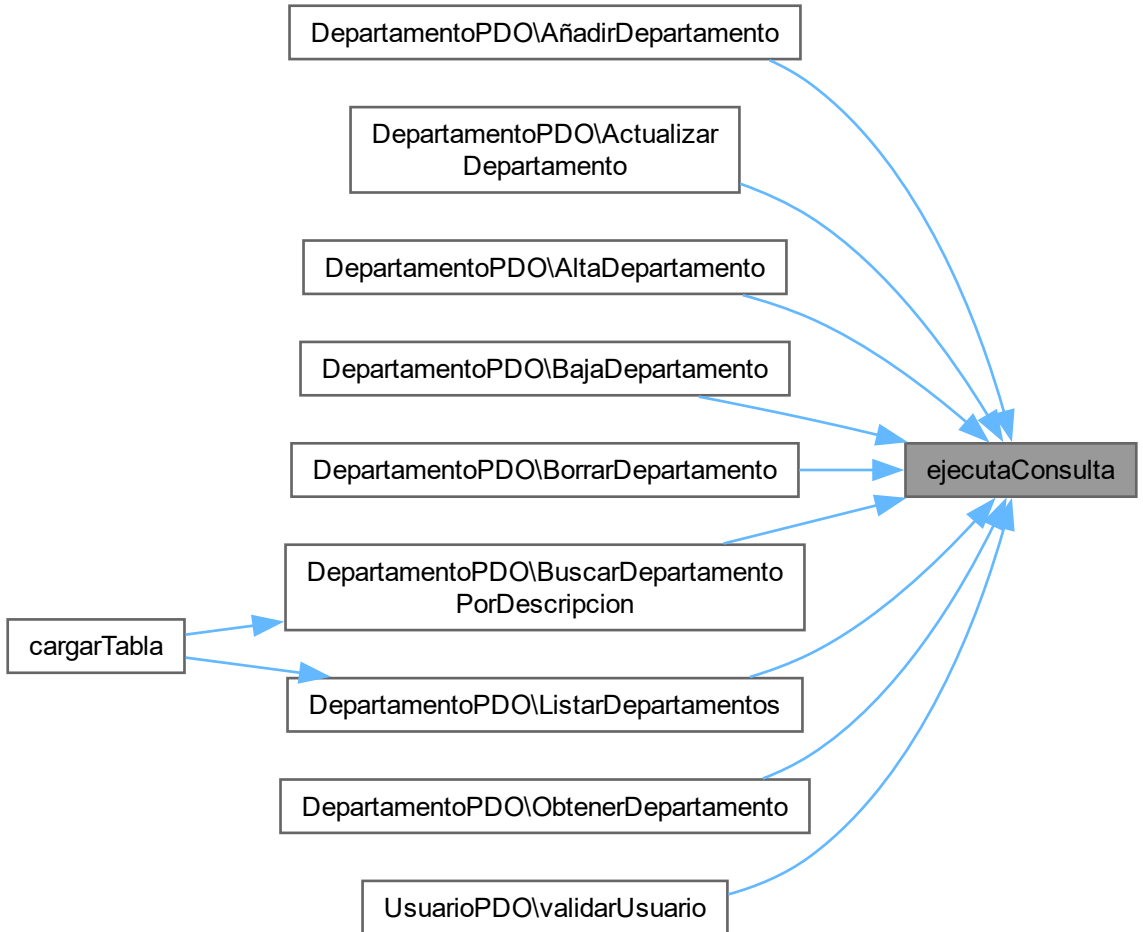 DepartamentoPDO\AñadirDepartamento
DepartamentoPDO\Actualizar
Departamento
DepartamentoPDO\AltaDepartamento
DepartamentoPDO\BajaDepartamento
DepartamentoPDO\BorrarDepartamento
ejecutaConsulta
DepartamentoPDO\BuscarDepartamento
PorDescripcion
cargarTabla
DepartamentoPDO\ListarDepartamentos
DepartamentoPDO\ObtenerDepartamento
UsuarioPDO\validarUsuario